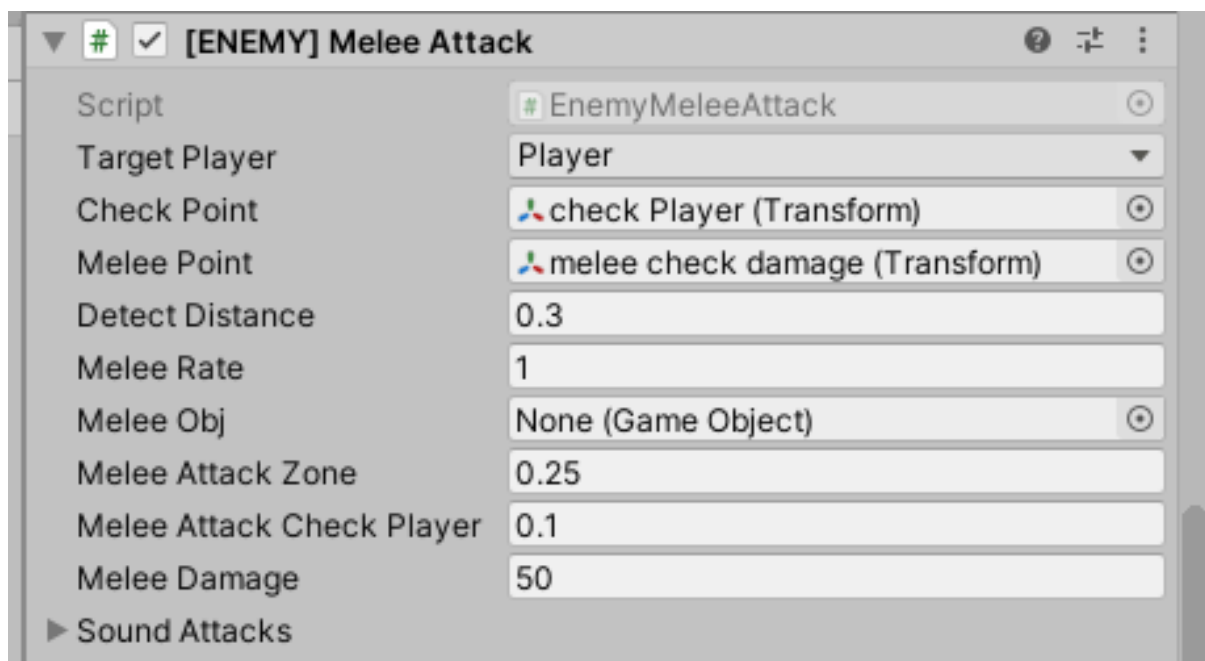 # [ENEMY] Melee Attack
Script # EnemyMeleeAttack
Target Player Player
Check Point check Player (Transform)
Melee Point melee check damage (Transform)
Detect Distance 0.3
Melee Rate 1
Melee Obj None (Game Object)
Melee Attack Zone 0.25
Melee Attack Check Player 0.1
Melee Damage 50
Sound Attacks